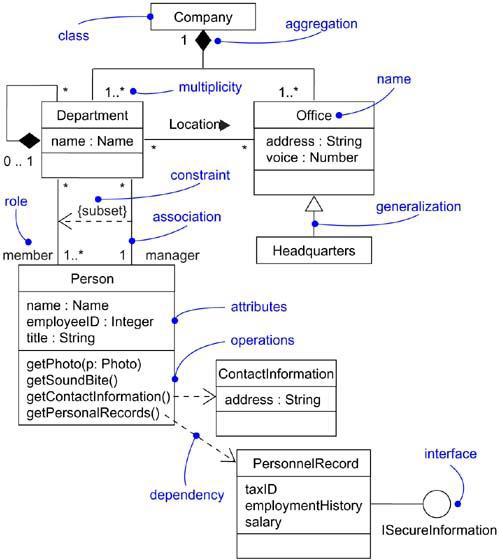 Company
class
1
aggregation
*
1..*
multiplicity
1..*
name
Department
name : Name
0 .. 1
Location
*
*
Office
address : String
voice : Number
*
*
constraint
{subset}
role
association
generalization
Headquarters
member
1..*
1
manager
Person
name : Name
employeeID : Integer
title : String
attributes
getPhoto(p: Photo)
getSoundBite()
getContactInformation()
getPersonalRecords()
operations
ContactInformation
address : String
dependency
PersonnelRecord
taxID
employmentHistory
salary
interface
ISecureInformation